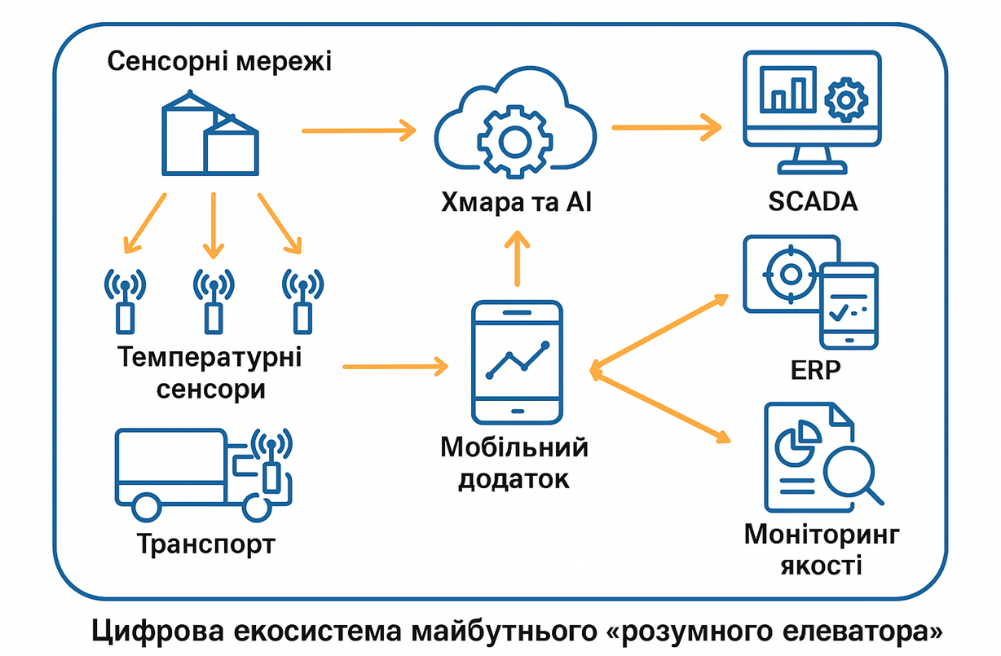 Сенсорні мережі
Хмара та AI
SCADA
Температурні
сенсори
Мобільний
додаток
ERP
Транспорт
Моніторинг
якості
Цифрова екосистема майбутнього «розумного елеватора»